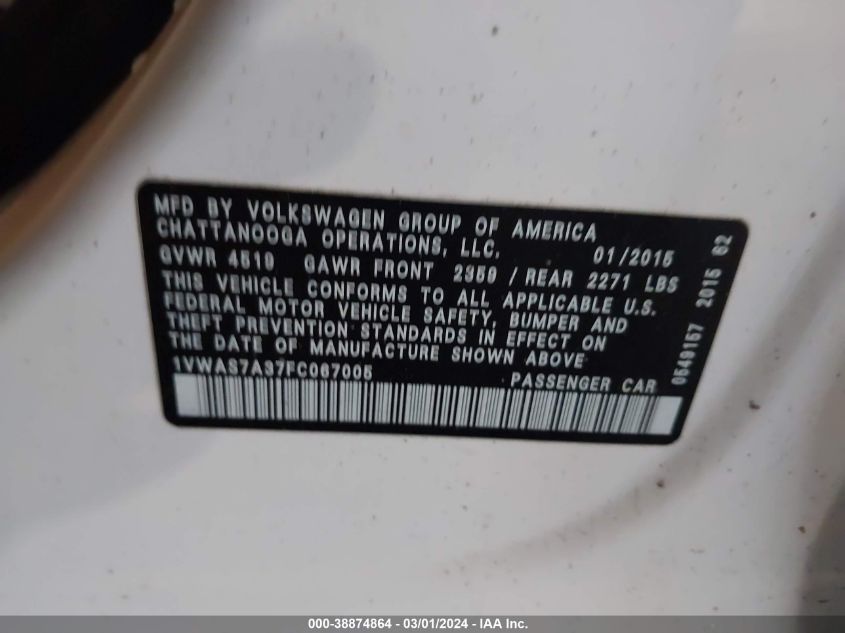 MFD BY VOLKSWAGEN GROUP OF AMERICA
CHATTANOOGA OPERATIONS, LLC. 01/2015
GVWR 4519 GAWR FRONT 2359 / REAR 2271 LBS
THIS VEHICLE CONFORMS TO ALL APPLICABLE U.S.
FEDERAL MOTOR VEHICLE SAFETY, BUMPER AND
THEFT PREVENTION STANDARDS IN EFFECT ON
THE DATE OF MANUFACTURE SHOWN ABOVE
1VWAS7A37FC067005 PASSENGER CAR
0549157 2015 02
000-38874864 - 03/01/2024 - IAA Inc.